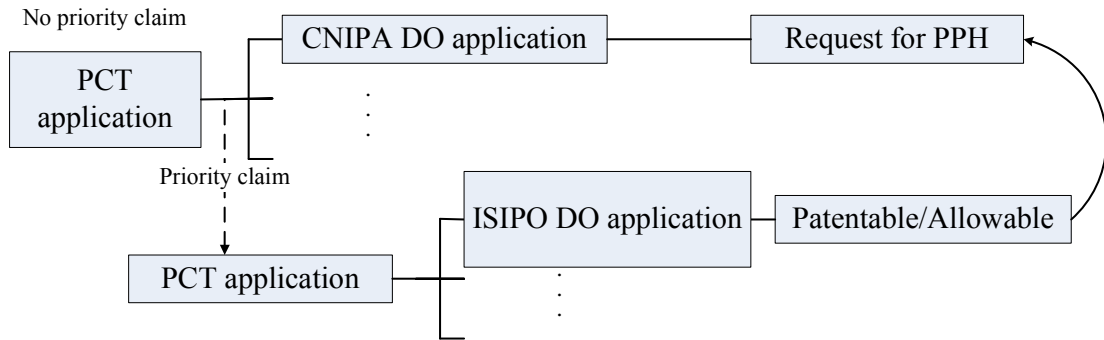 No priority claim
CNIPA DO application
Request for PPH
PCT
application
Priority claim
ISIPO DO application
Patentable/Allowable
PCT application